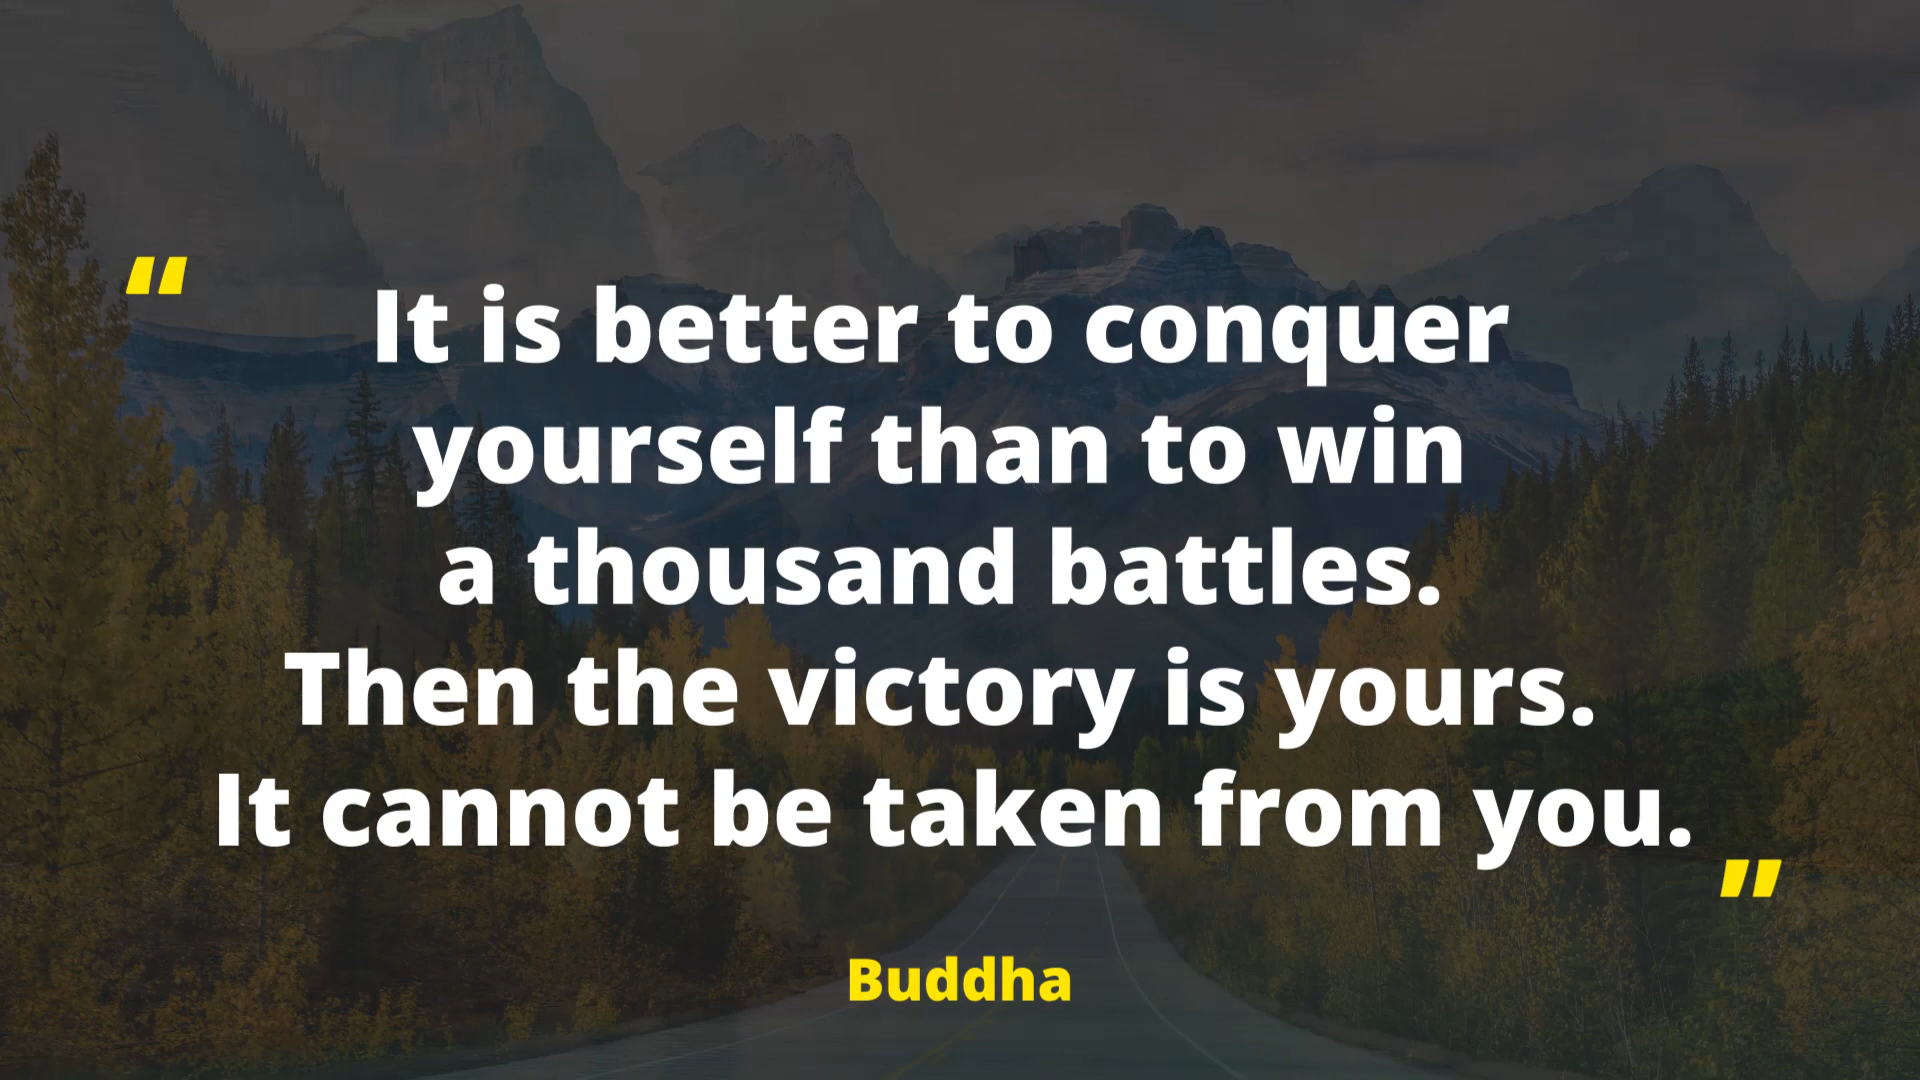 "It is better to conquer
yourself than to win
a thousand battles.
Then the victory is yours.
It cannot be taken from you."
Buddha